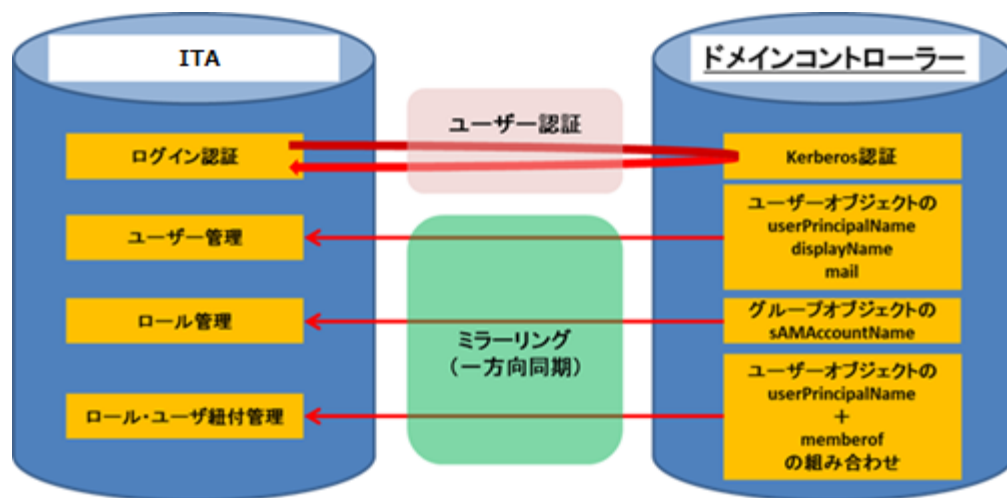 ITA
ドメインコントローラー
ユーザー認証
ログイン認証
Kerberos認証
ユーザー管理
ユーザーオブジェクトの
userPrincipalName
displayName
mail
ロール管理
グループオブジェクトの
sAMAccountName
ミラーリング
(一方向同期)
ロール・ユーザ紐付管理
ユーザーオブジェクトの
userPrincipalName
+
memberof
の組み合わせ